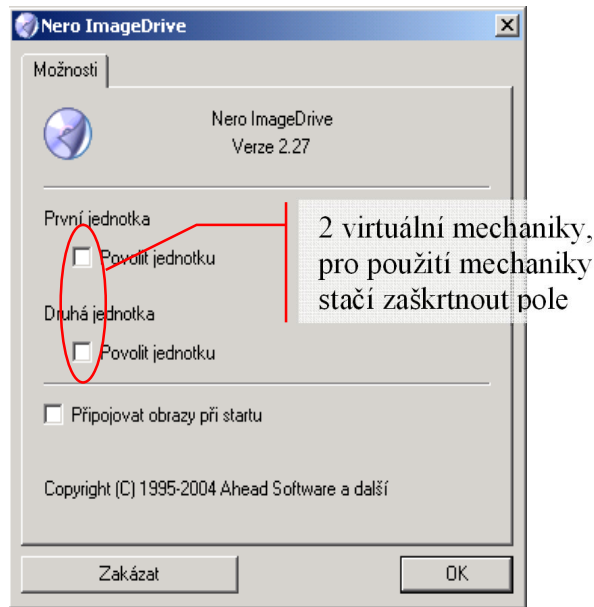 Nero ImageDrive
Možnosti
Nero ImageDrive
Verze 2.27
První jednotka
Povolit jednotku
2 virtuální mechaniky,
pro použití mechaniky
stačí zaškrtnout pole
Druhá jednotka
Povolit jednotku
Připojovat obrazy při startu
Copyright (C) 1995-2004 Ahead Software a další
Zakázat
OK